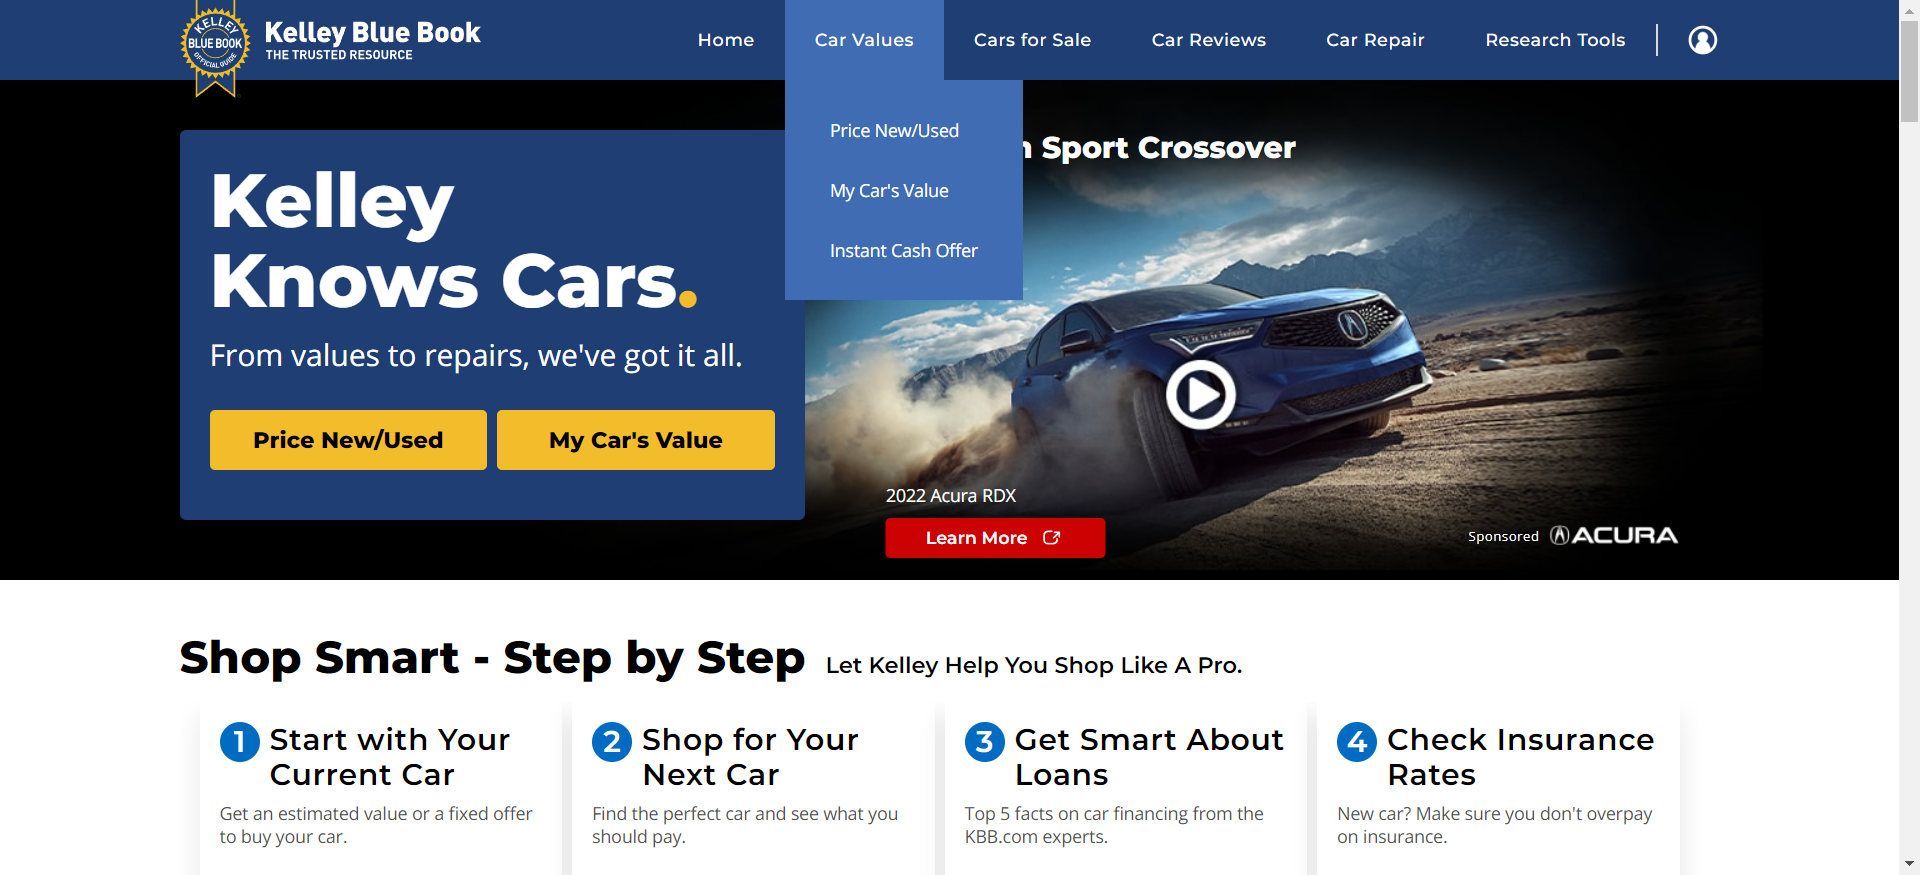 KELLEY
BLUE BOOK
OFFICIAL GUIDE
Kelley Blue Book
THE TRUSTED RESOURCE
Home
Car Values
Cars for Sale
Car Reviews
Car Repair
Research Tools
Price New/Used
My Car's Value
Instant Cash Offer
Sport Crossover
Kelley
Knows Cars.
From values to repairs, we've got it all.
Price New/Used
My Car's Value
2022 Acura RDX
Learn More
Sponsored
ACURA
Shop Smart - Step by Step
Let Kelley Help You Shop Like A Pro.
1 Start with Your
Current Car
Get an estimated value or a fixed offer
to buy your car.
2 Shop for Your
Next Car
Find the perfect car and see what you
should pay.
3 Get Smart About
Loans
Top 5 facts on car financing from the
KBB.com experts.
4 Check Insurance
Rates
New car? Make sure you don't overpay
on insurance.